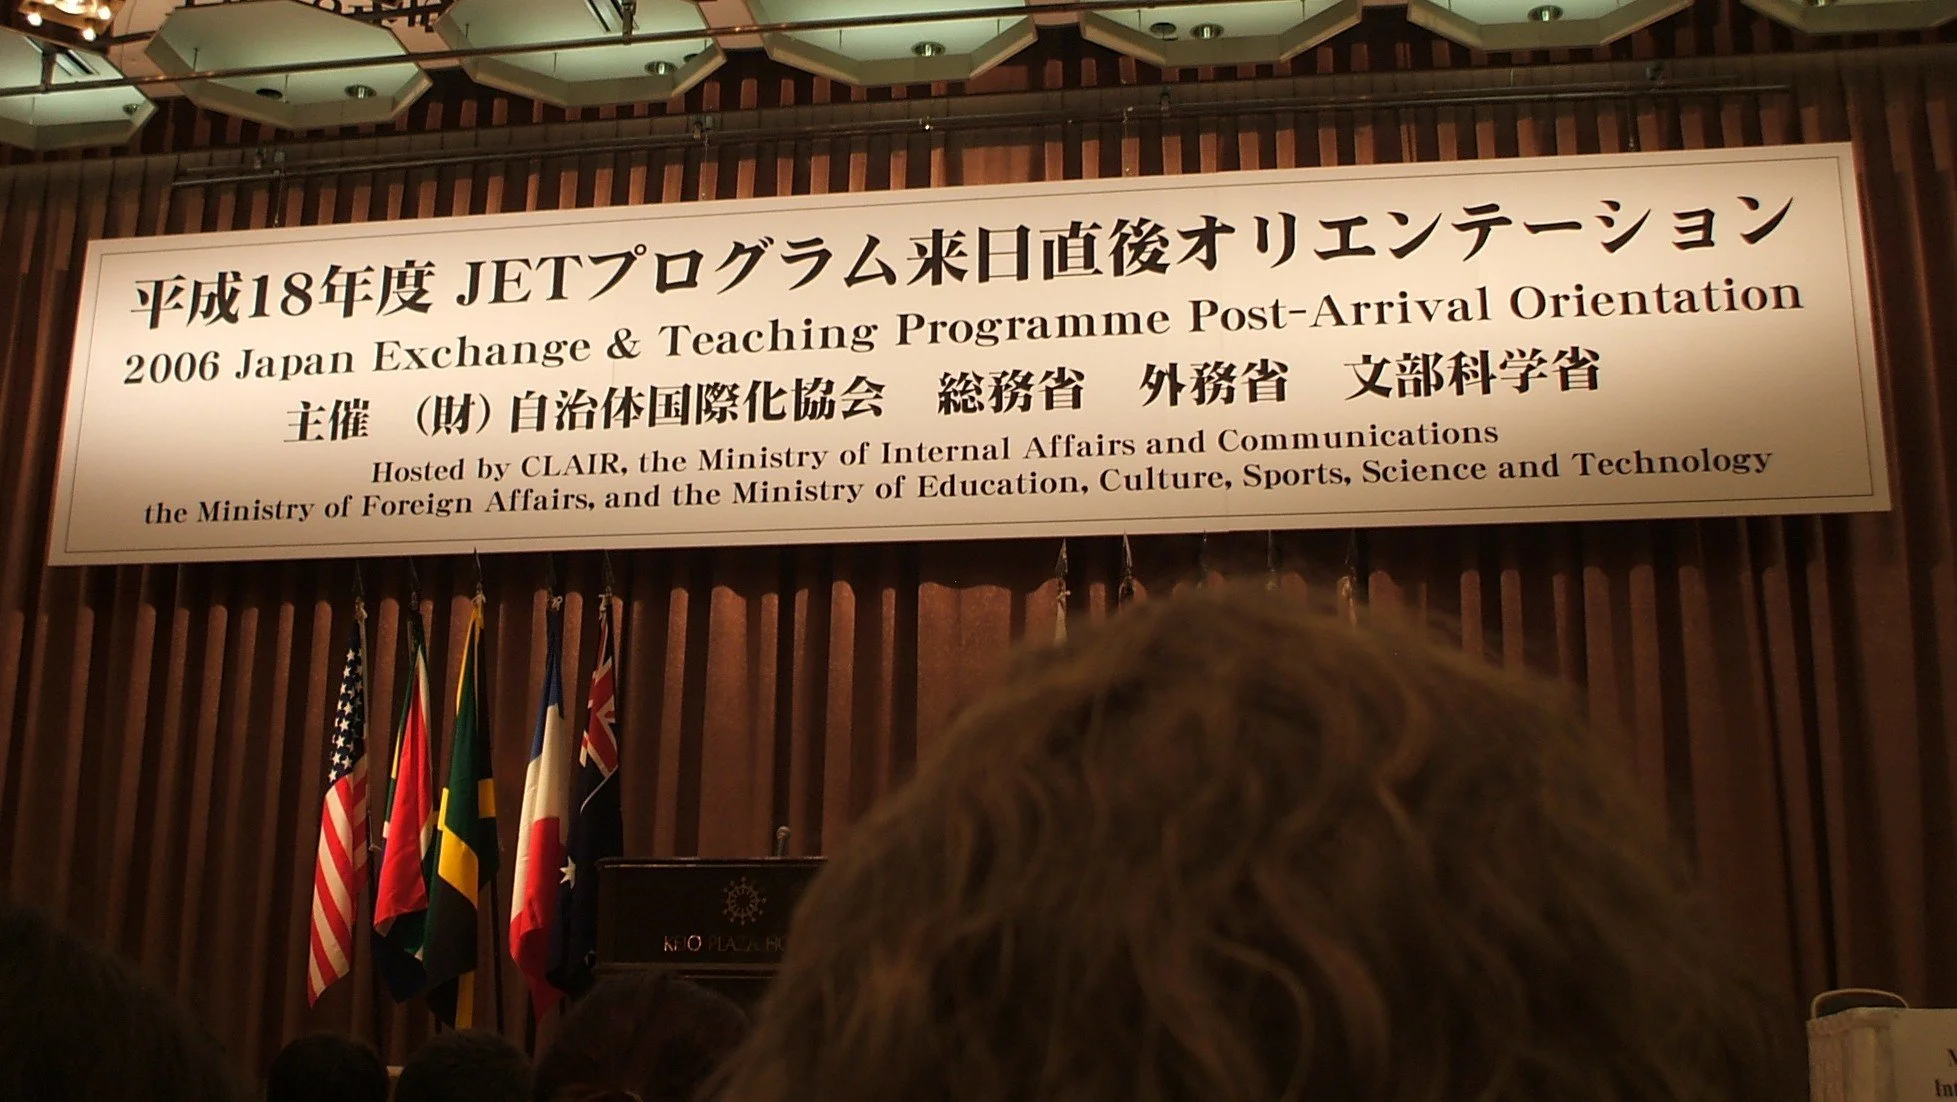 平成18年度 JETプログラム来日直後オリエンテーション
2006 Japan Exchange & Teaching Programme Post-Arrival Orientation
主催 (財)自治体国際化協会 総務省 外務省 文部科学省
Hosted by CLAIR, the Ministry of Internal Affairs and Communications
the Ministry of Foreign Affairs, and the Ministry of Education, Culture, Sports, Science and Technology
KEIO PLAZA